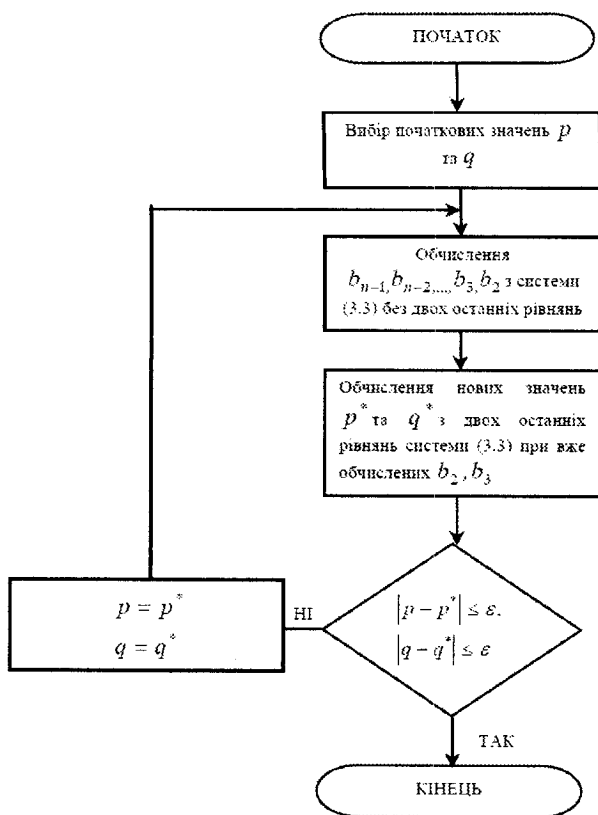 ПОЧАТОК
Вибір початкових значень p
та q
Обчислення
b_{n-1}, b_{n-2}, ..., b_3, b_2 з системи
(3.3) без двох останніх рівнянь
Обчислення нових значень
p* та q* з двох останніх
рівнянь системи (3.3) при вже
обчислених b_2, b_3
p = p*
q = q*
НІ
|p − p*| ≤ ε.
|q − q*| ≤ ε
ТАК
КІНЕЦЬ